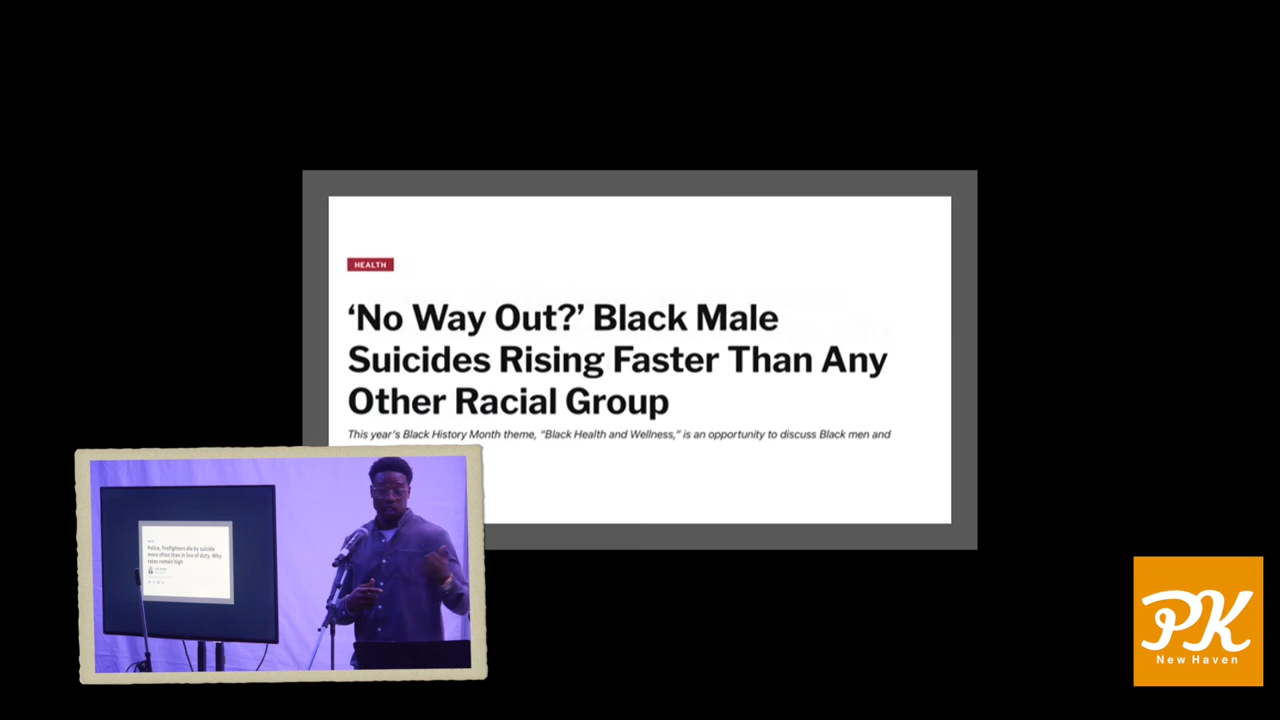 HEALTH
‘No Way Out?’ Black Male
Suicides Rising Faster Than Any
Other Racial Group
This year's Black History Month theme, “Black Health and Wellness,” is an opportunity to discuss Black men and
Police, firefighters die by suicide
more often than in line of duty. Why
rates remain high
PK
New Haven